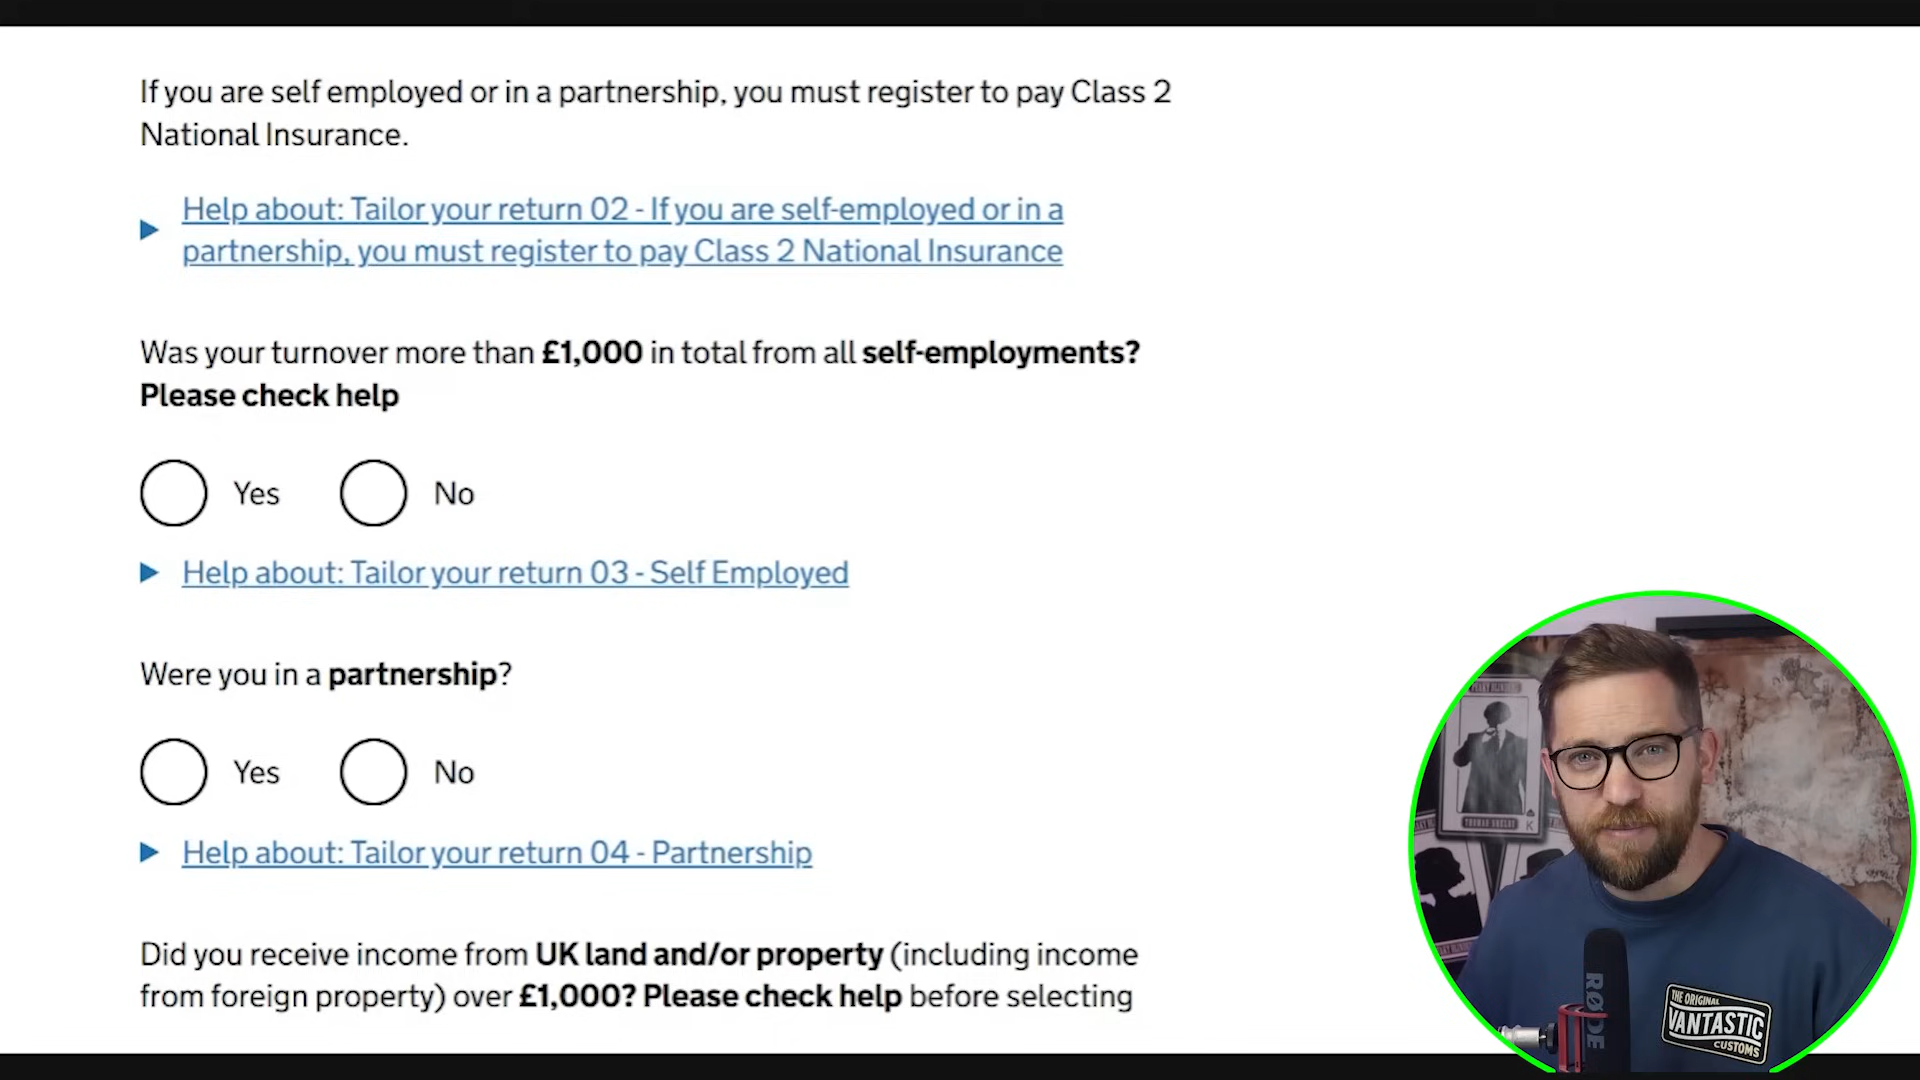 If you are self employed or in a partnership, you must register to pay Class 2
National Insurance.
Help about: Tailor your return 02 - If you are self-employed or in a
partnership, you must register to pay Class 2 National Insurance
Was your turnover more than £1,000 in total from all self-employments?
Please check help
Yes No
Help about: Tailor your return 03 - Self Employed
Were you in a partnership?
Yes No
Help about: Tailor your return 04 - Partnership
Did you receive income from UK land and/or property (including income
from foreign property) over £1,000? Please check help before selecting
THOMAS SHELBY
K
RØDE
THE ORIGINAL
VANTASTIC
CUSTOMS